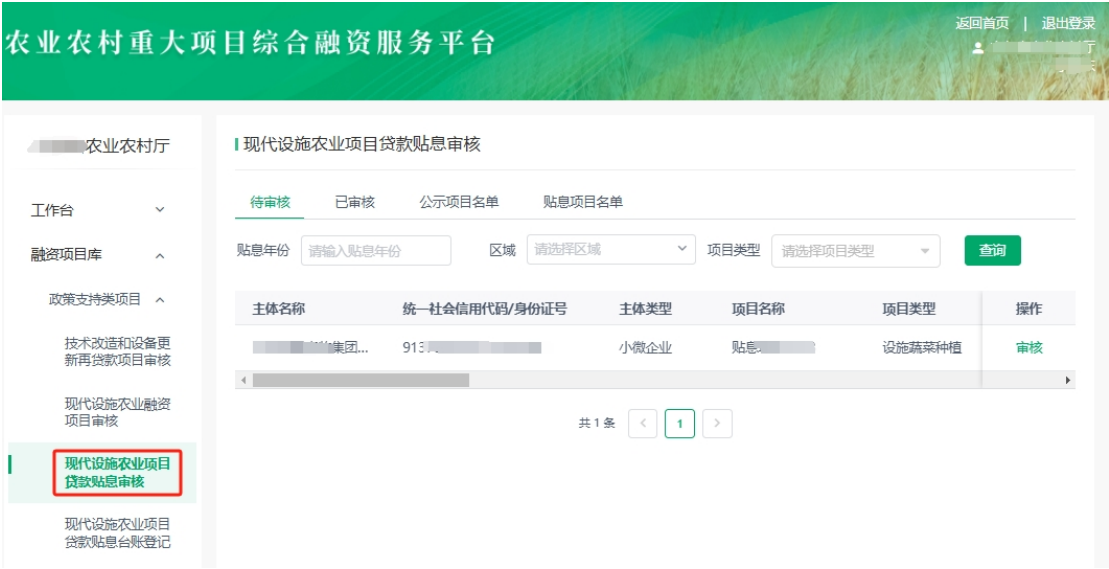 返回首页 | 退出登录
农业农村重大项目综合融资服务平台
厅
农业农村厅
工作台
融资项目库
政策支持类项目
技术改造和设备更
新再贷款项目审核
现代设施农业融资
项目审核
现代设施农业项目
贷款贴息审核
现代设施农业项目
贷款贴息台账登记
现代设施农业项目贷款贴息审核
待审核 已审核 公示项目名单 贴息项目名单
贴息年份 请输入贴息年份 区域 请选择区域 项目类型 请选择项目类型 查询
主体名称 统一社会信用代码/身份证号 主体类型 项目名称 项目类型 操作
集团... 913 小微企业 贴息 设施蔬菜种植 审核
共 1 条 < 1 >